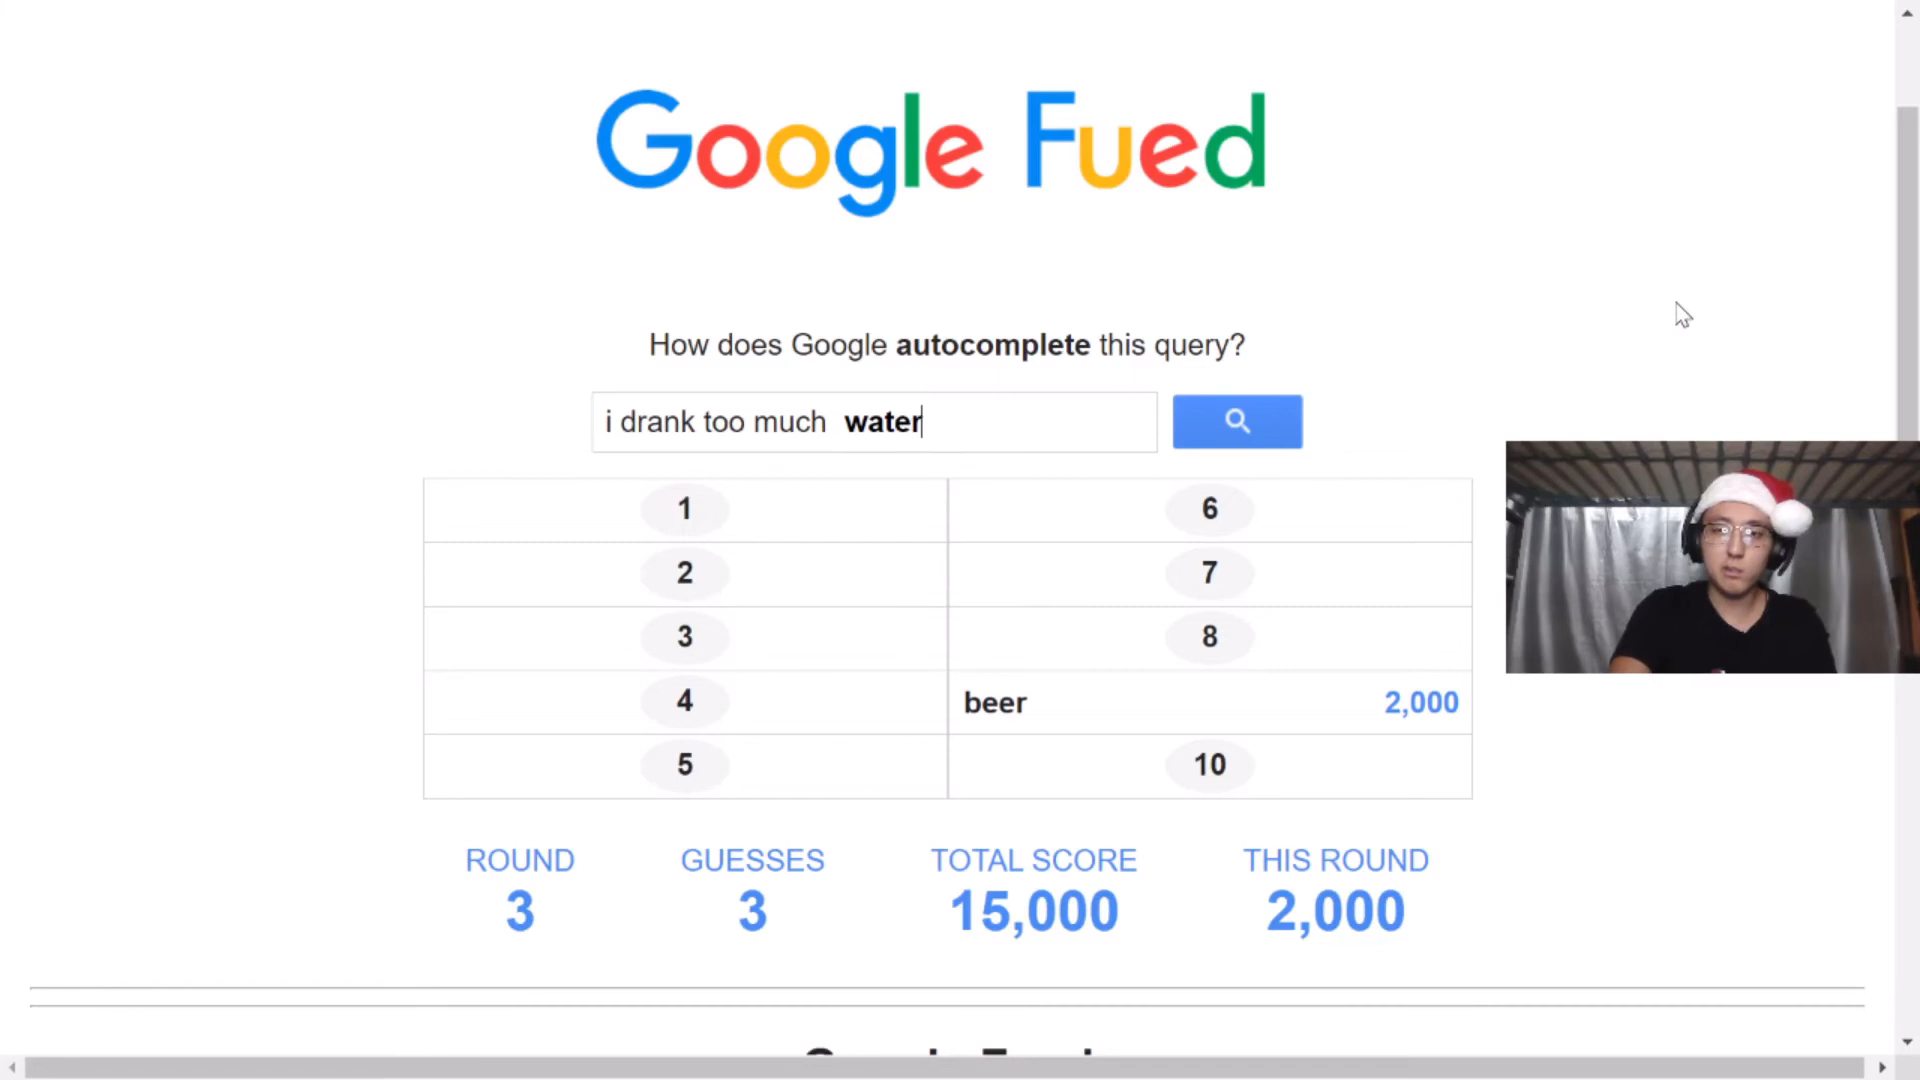 Google Fued
How does Google autocomplete this query?
i drank too much water
1
6
2
7
3
8
4
beer 2,000
5
10
ROUND GUESSES TOTAL SCORE THIS ROUND
3 3 15,000 2,000